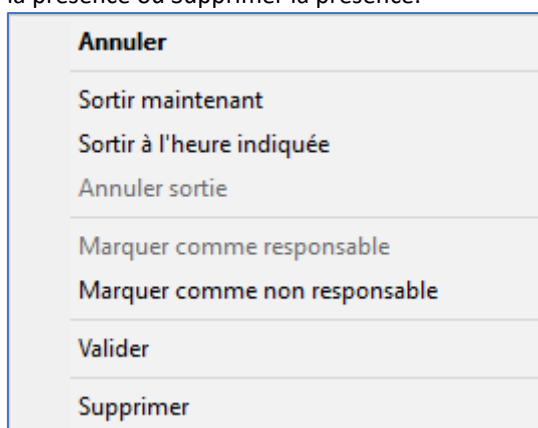 la présence ou Supprimer la présence.
Annuler
Sortir maintenant
Sortir à l'heure indiquée
Annuler sortie
Marquer comme responsable
Marquer comme non responsable
Valider
Supprimer